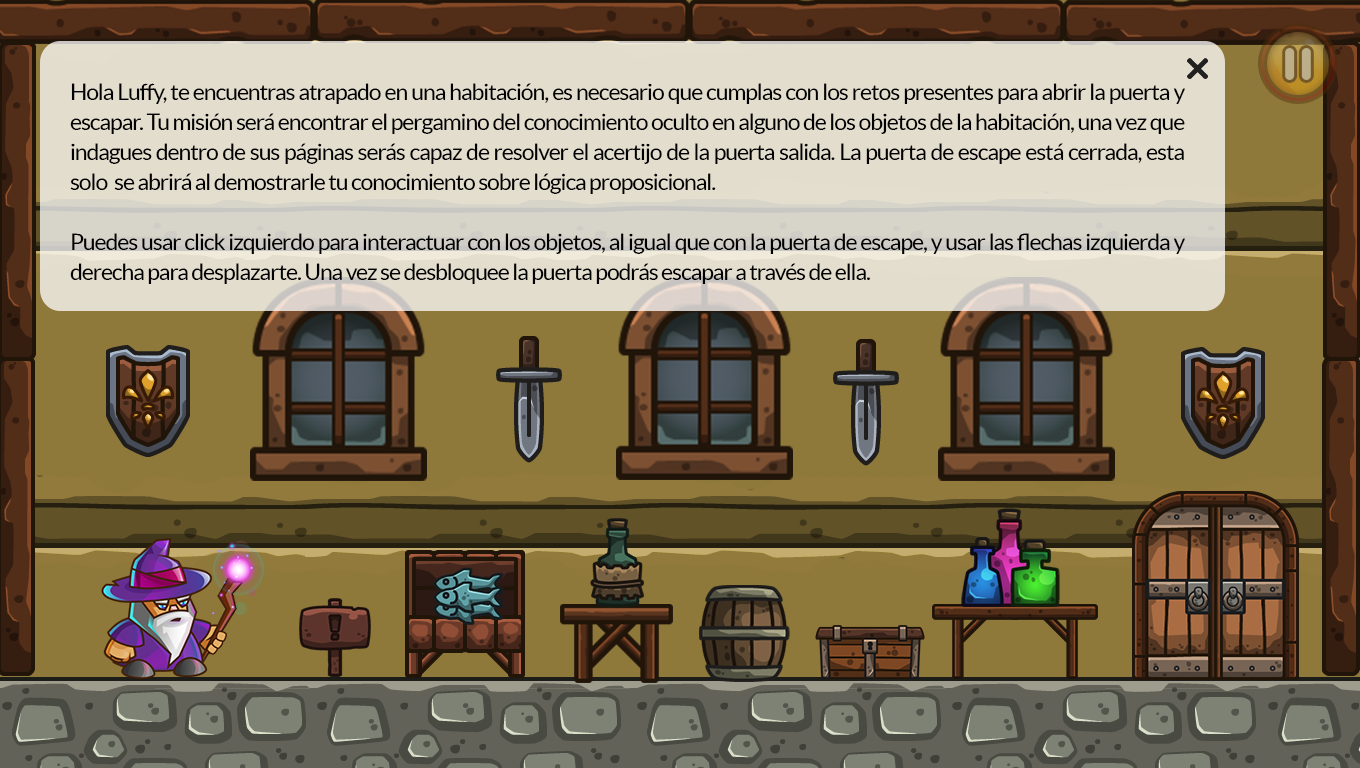 Hola Luffy, te encuentras atrapado en una habitación, es necesario que cumplas con los retos presentes para abrir la puerta y
escapar. Tu misión será encontrar el pergamino del conocimiento oculto en alguno de los objetos de la habitación, una vez que
indagues dentro de sus páginas serás capaz de resolver el acertijo de la puerta salida. La puerta de escape está cerrada, esta
solo se abrirá al demostrarle tu conocimiento sobre lógica proposicional.
Puedes usar click izquierdo para interactuar con los objetos, al igual que con la puerta de escape, y usar las flechas izquierda y
derecha para desplazarte. Una vez se desbloquee la puerta podrás escapar a través de ella.
!